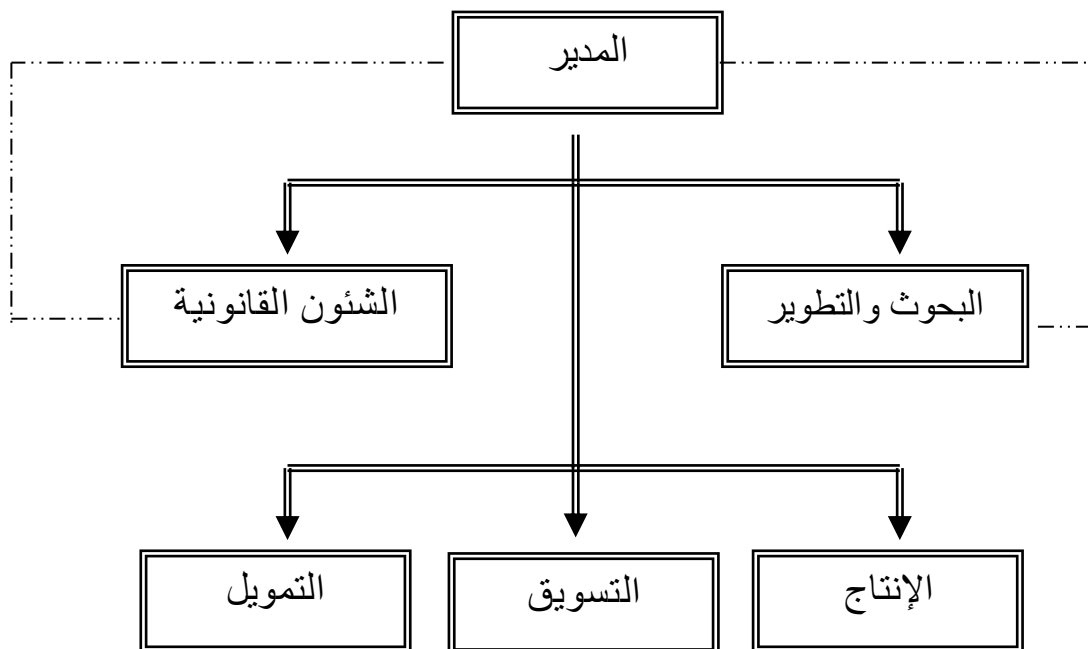 المدير
البحوث والتطوير
الشئون القانونية
الإنتاج
التسويق
التمويل